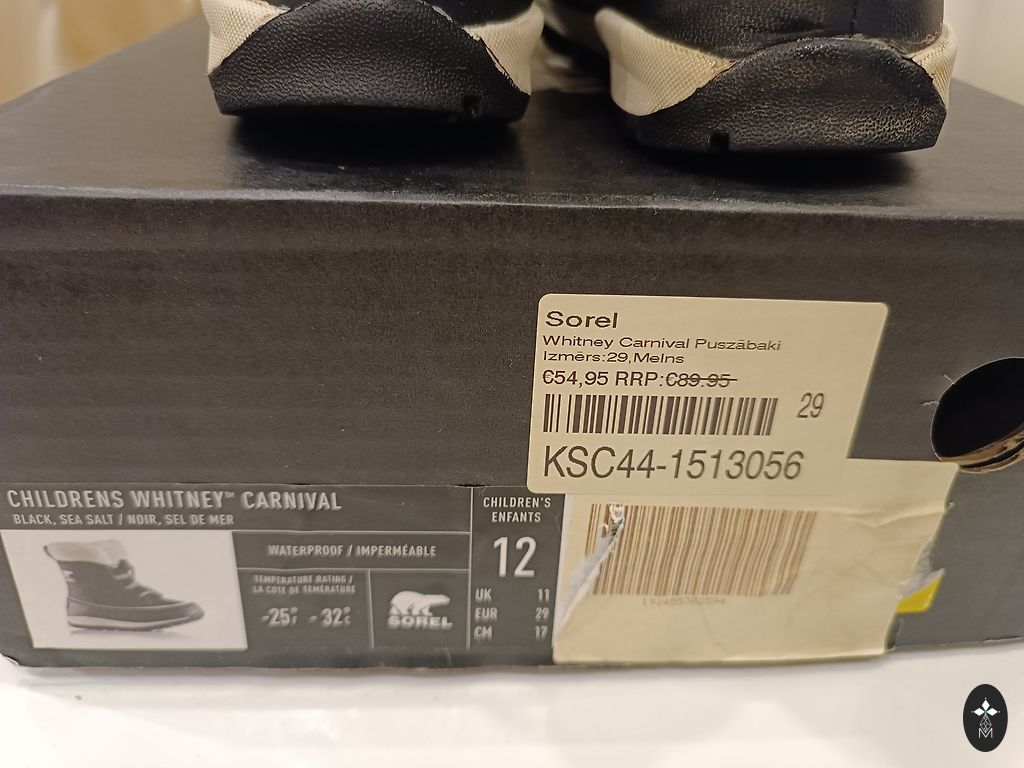 Sorel
Whitney Carnival Puszābaki
Izmērs:29,Melns
€54,95 RRP:€89.95
29
KSC44-1513056
CHILDRENS WHITNEY™ CARNIVAL
BLACK, SEA SALT / NOIR, SEL DE MER
WATERPROOF / IMPERMÉABLE
TEMPERATURE RATING /
LA COTE DE TEMÉRATURE
-25°F -32°C
SOREL
CHILDREN'S
ENFANTS
12
UK 11
EUR 29
CM 17
M